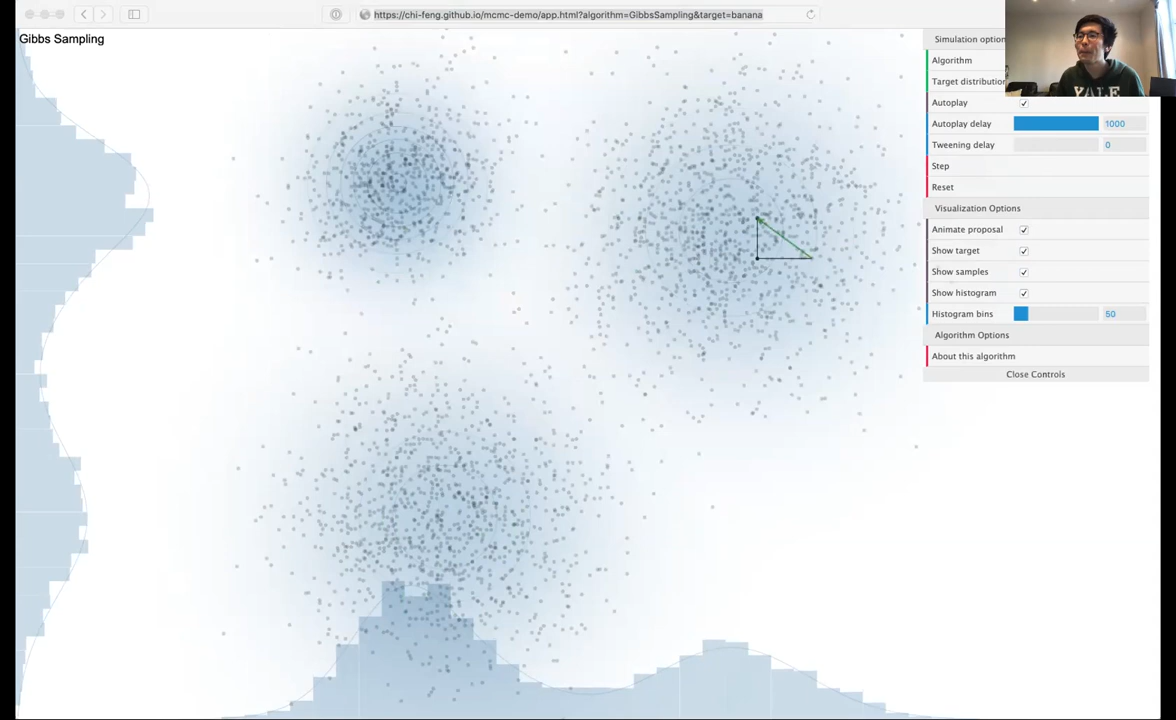 https://chi-feng.github.io/mcmc-demo/app.html?algorithm=GibbsSampling&target=banana
Gibbs Sampling
Simulation option
Algorithm
YALE
Target distribution
Autoplay
Autoplay delay 1000
Tweening delay 0
Step
Reset
Visualization Options
Animate proposal
Show target
Show samples
Show histogram
Histogram bins 50
Algorithm Options
About this algorithm
Close Controls